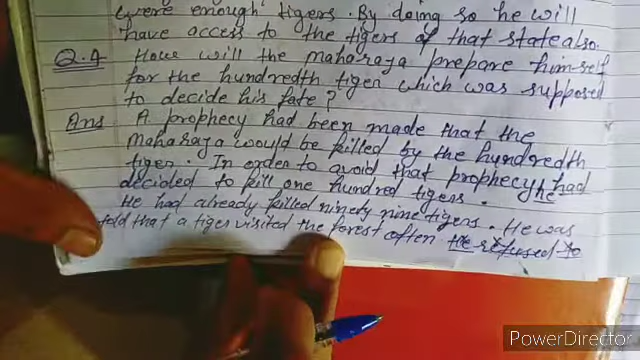 were enough tigers. By doing so he will
have access to the tigers of that state also.
Q.4 How will the maharaja prepare himself
for the hundredth tiger which was supposed
to decide his fate?
Ans A prophecy had been made that the
Maharaja would be killed by the hundredth
tiger. In order to avoid that prophecy he had
decided to kill one hundred tigers.
He had already killed ninety nine tigers. He was
told that a tiger visited the forest often he refused to
PowerDirector